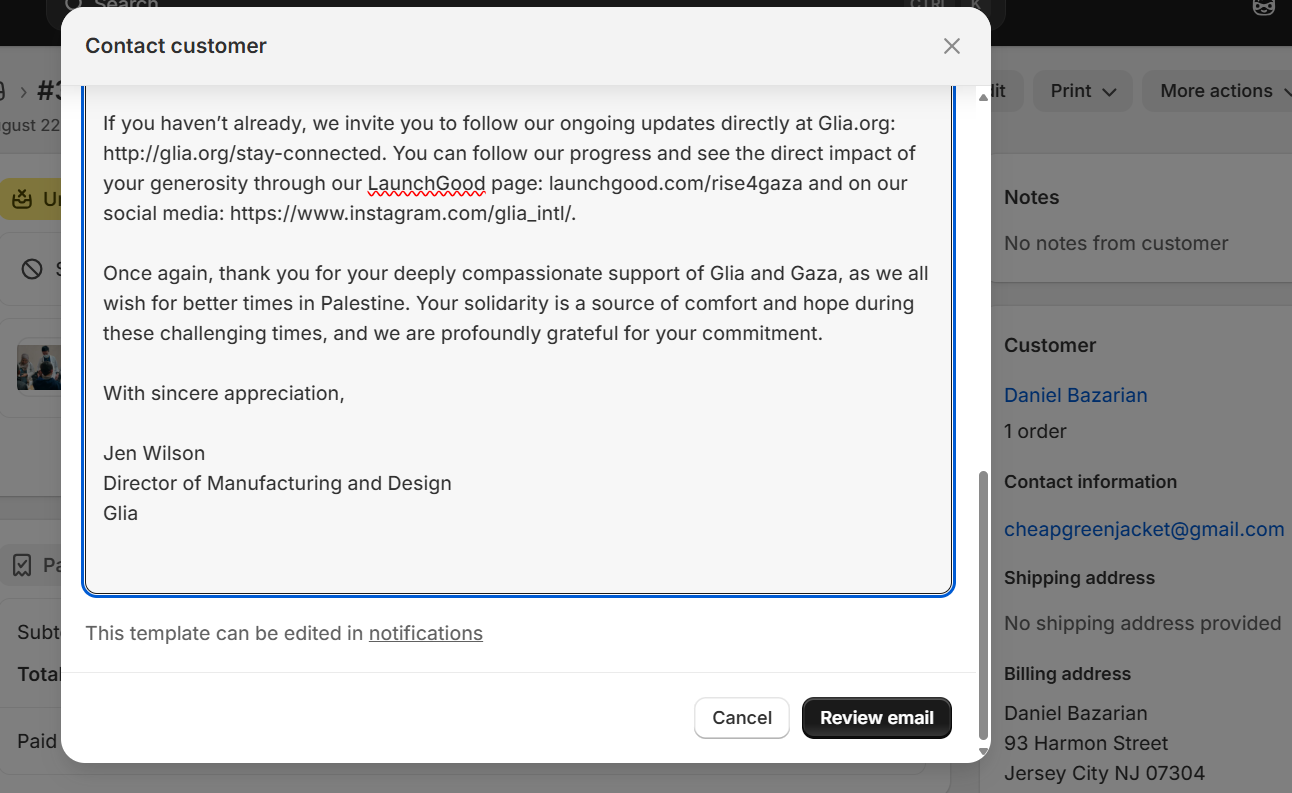 Search
CTRL K
Contact customer
Print
More actions
If you haven’t already, we invite you to follow our ongoing updates directly at Glia.org:
http://glia.org/stay-connected. You can follow our progress and see the direct impact of
your generosity through our LaunchGood page: launchgood.com/rise4gaza and on our
social media: https://www.instagram.com/glia_intl/.
Once again, thank you for your deeply compassionate support of Glia and Gaza, as we all
wish for better times in Palestine. Your solidarity is a source of comfort and hope during
these challenging times, and we are profoundly grateful for your commitment.
With sincere appreciation,
Jen Wilson
Director of Manufacturing and Design
Glia
This template can be edited in notifications
Cancel
Review email
Total
Paid
Notes
No notes from customer
Customer
Daniel Bazarian
1 order
Contact information
cheapgreenjacket@gmail.com
Shipping address
No shipping address provided
Billing address
Daniel Bazarian
93 Harmon Street
Jersey City NJ 07304